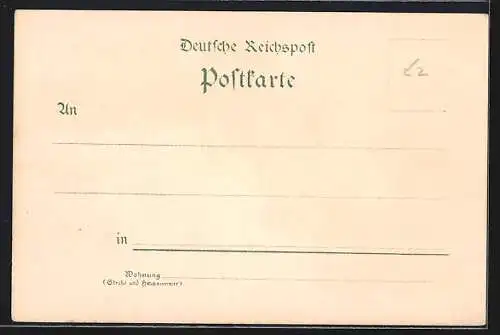 Deutsche Reichspost
Postkarte
An
in
Wohnung
(Straße und Hausnummer)